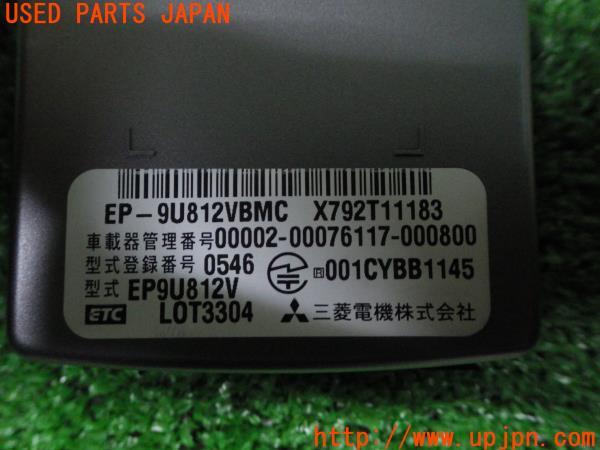 USED PARTS JAPAN
EP-9U812VBMC X792T11183
車載器管理番号00002-00076117-000800
型式登録番号 0546 001CYBB1145
型式 EP9U812V
ETC LOT3304 三菱電機株式会社
http://www.upjpn.com/